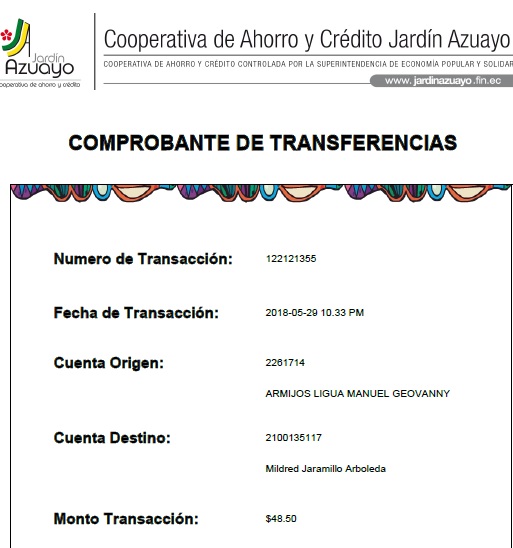 Jardín
Azuayo
cooperativa de ahorro y crédito
Cooperativa de Ahorro y Crédito Jardín Azuayo
COOPERATIVA DE AHORRO Y CRÉDITO CONTROLADA POR LA SUPERINTENDENCIA DE ECONOMÍA POPULAR Y SOLIDAR
www.jardinazuayo.fin.ec
COMPROBANTE DE TRANSFERENCIAS
Numero de Transacción: 122121355
Fecha de Transacción: 2018-05-29 10.33 PM
Cuenta Origen: 2261714
ARMIJOS LIGUA MANUEL GEOVANNY
Cuenta Destino: 2100135117
Mildred Jaramillo Arboleda
Monto Transacción: $48.50